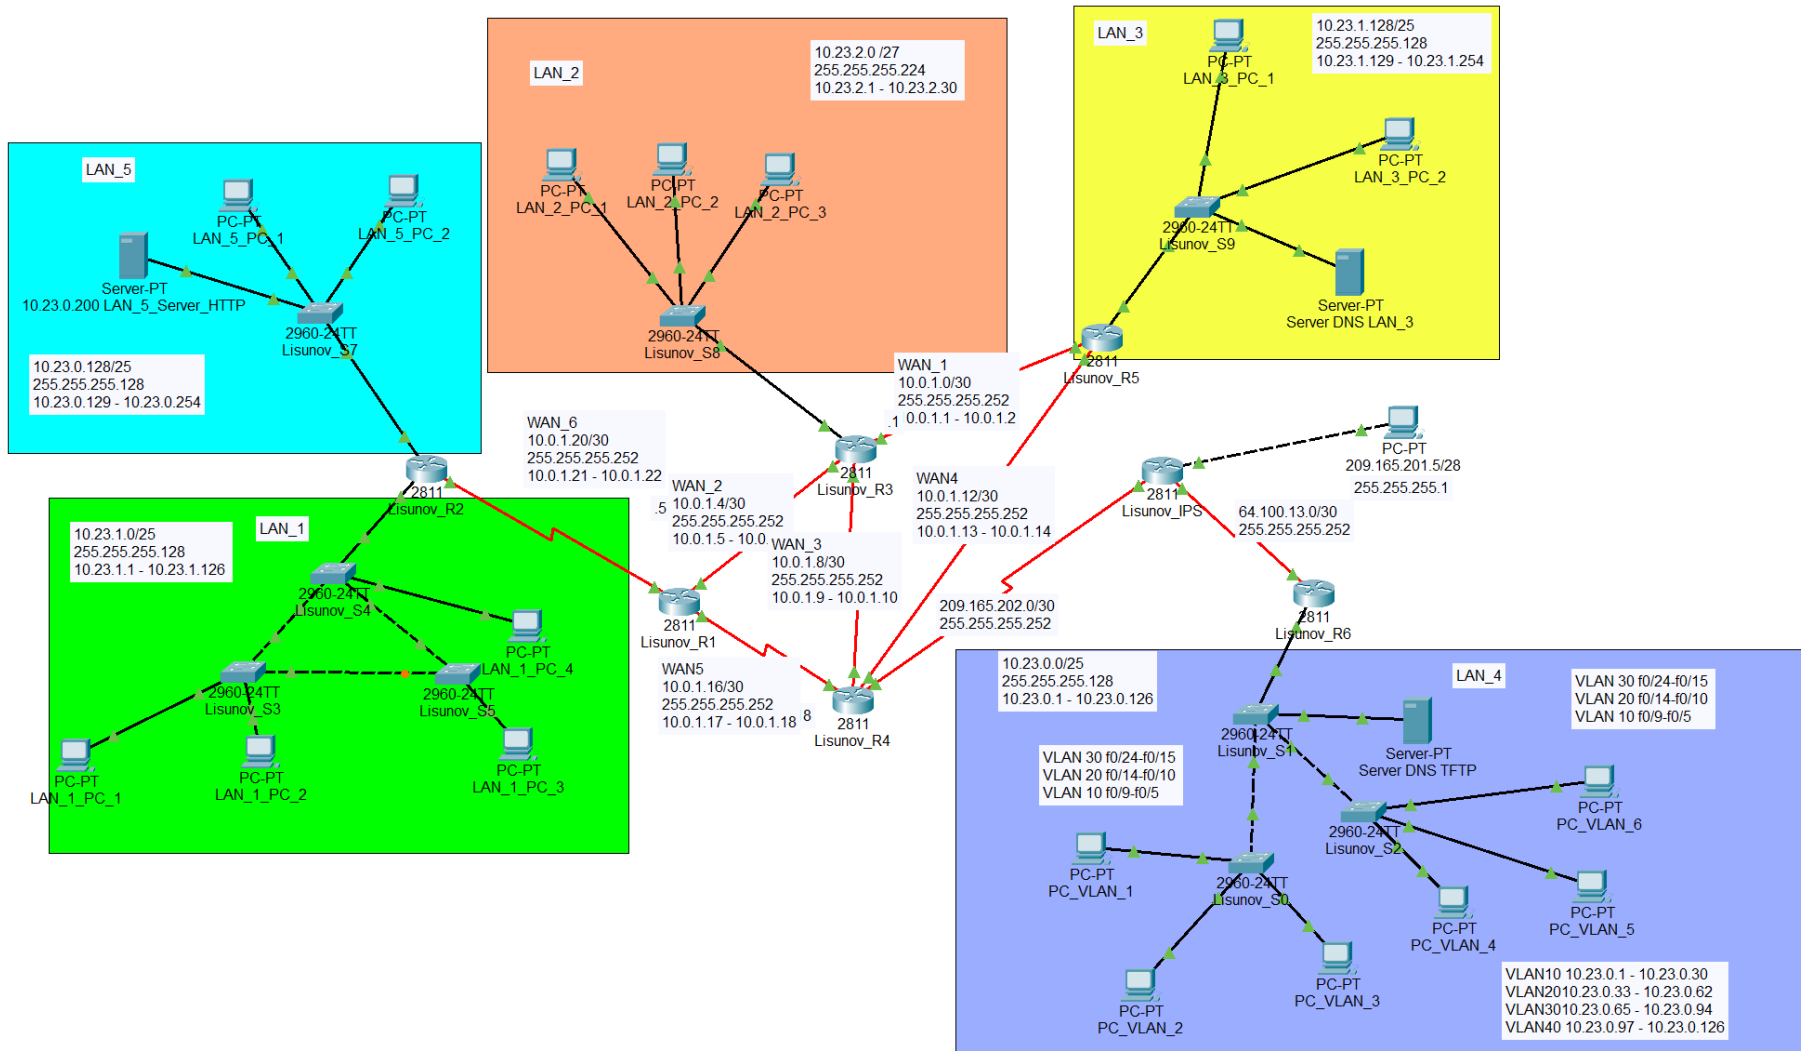 LAN_5
PC-PT
LAN_5_PC_1
PC-PT
LAN_5_PC_2
Server-PT
10.23.0.200 LAN_5_Server_HTTP
2960-24TT
Lisunov_S7
10.23.0.128/25
255.255.255.128
10.23.0.129 - 10.23.0.254
LAN_2
10.23.2.0 /27
255.255.255.224
10.23.2.1 - 10.23.2.30
PC-PT
LAN_2_PC_1
PC-PT
LAN_2_PC_2
PC-PT
LAN_2_PC_3
2960-24TT
Lisunov_S8
LAN_3
10.23.1.128/25
255.255.255.128
10.23.1.129 - 10.23.1.254
PC-PT
LAN_3_PC_1
PC-PT
LAN_3_PC_2
2960-24TT
Lisunov_S9
Server-PT
Server DNS LAN_3
2811
Lisunov_R5
WAN_1
10.0.1.0/30
255.255.255.252
.0.1.1 - 10.0.1.2
.1
2811
Lisunov_R3
WAN_6
10.0.1.20/30
255.255.255.252
10.0.1.21 - 10.0.1.22
2811
Lisunov_R2
WAN_2
10.0.1.4/30
255.255.255.252
10.0.1.5 - 10.0.
.5
WAN_3
10.0.1.8/30
255.255.255.252
10.0.1.9 - 10.0.1.10
WAN4
10.0.1.12/30
255.255.255.252
10.0.1.13 - 10.0.1.14
2811
Lisunov_IPS
PC-PT
209.165.201.5/28
255.255.255.1
64.100.13.0/30
255.255.255.252
209.165.202.0/30
255.255.255.252
2811
Lisunov_R6
2811
Lisunov_R1
WAN5
10.0.1.16/30
255.255.255.252
10.0.1.17 - 10.0.1.18
8
2811
Lisunov_R4
LAN_1
10.23.1.0/25
255.255.255.128
10.23.1.1 - 10.23.1.126
2960-24TT
Lisunov_S4
PC-PT
LAN_1_PC_4
2960-24TT
Lisunov_S3
2960-24TT
Lisunov_S5
PC-PT
LAN_1_PC_1
PC-PT
LAN_1_PC_2
PC-PT
LAN_1_PC_3
10.23.0.0/25
255.255.255.128
10.23.0.1 - 10.23.0.126
LAN_4
VLAN 30 f0/24-f0/15
VLAN 20 f0/14-f0/10
VLAN 10 f0/9-f0/5
2960-24TT
Lisunov_S1
Server-PT
Server DNS TFTP
VLAN 30 f0/24-f0/15
VLAN 20 f0/14-f0/10
VLAN 10 f0/9-f0/5
2960-24TT
Lisunov_S2
PC-PT
PC_VLAN_6
PC-PT
PC_VLAN_1
2960-24TT
Lisunov_S0
PC-PT
PC_VLAN_4
PC-PT
PC_VLAN_5
PC-PT
PC_VLAN_2
PC-PT
PC_VLAN_3
VLAN10 10.23.0.1 - 10.23.0.30
VLAN2010.23.0.33 - 10.23.0.62
VLAN3010.23.0.65 - 10.23.0.94
VLAN40 10.23.0.97 - 10.23.0.126